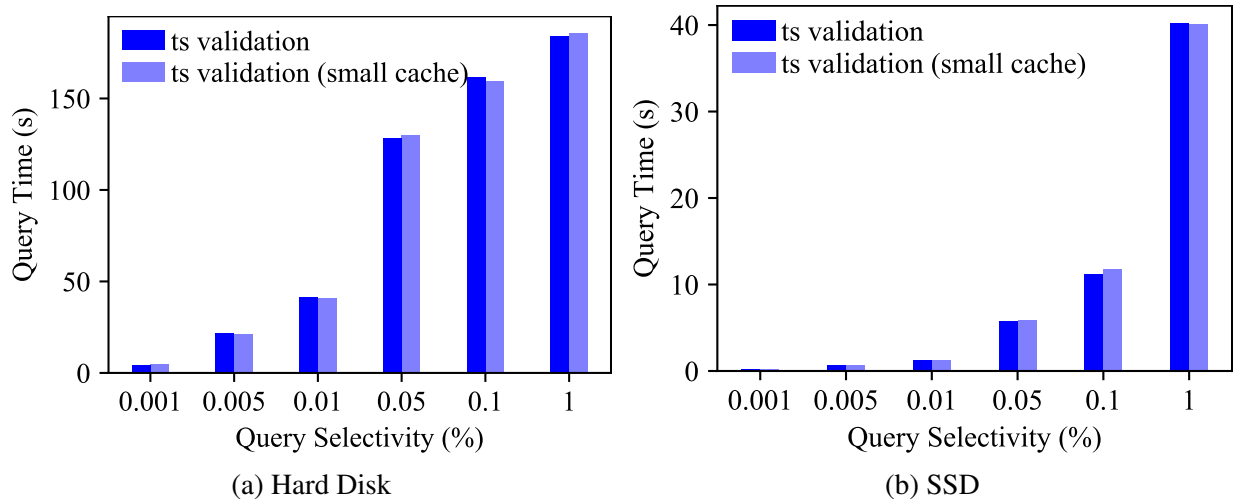 ts validation
ts validation (small cache)
150
100
50
0
Query Time (s)
0.001 0.005 0.01 0.05 0.1 1
Query Selectivity (%)
(a) Hard Disk
ts validation
ts validation (small cache)
40
30
20
10
0
Query Time (s)
0.001 0.005 0.01 0.05 0.1 1
Query Selectivity (%)
(b) SSD